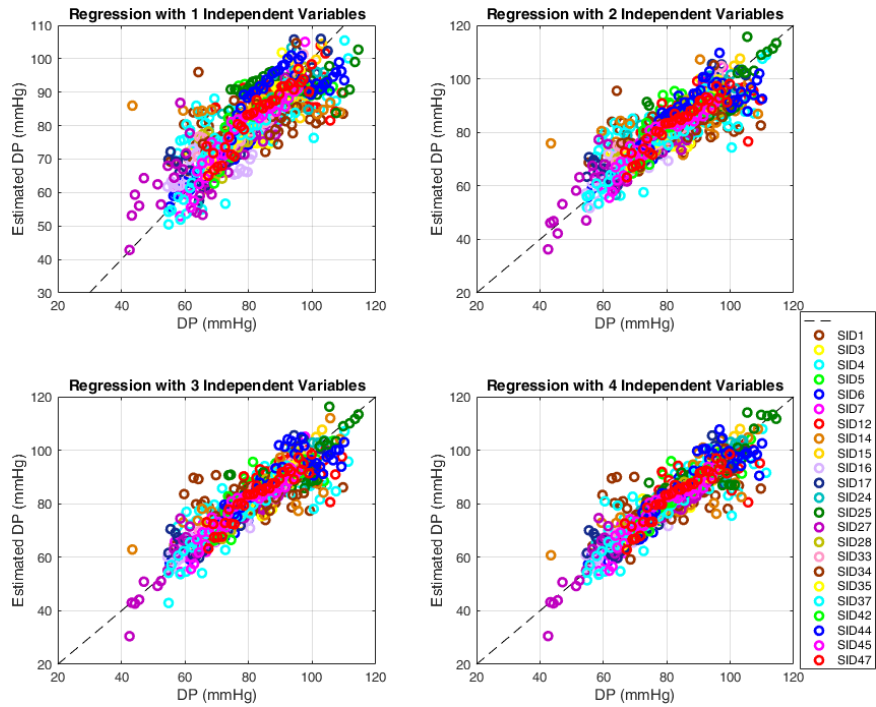 Regression with 1 Independent Variables
110
100
90
80
70
60
50
40
30
20
40
60
80
100
120
Estimated DP (mmHg)
DP (mmHg)
Regression with 2 Independent Variables
120
100
80
60
40
20
20
40
60
80
100
120
Estimated DP (mmHg)
DP (mmHg)
SID1
SID3
SID4
SID5
SID6
SID7
SID12
SID14
SID15
SID16
SID17
SID24
SID25
SID27
SID28
SID33
SID34
SID35
SID37
SID42
SID44
SID45
SID47
Regression with 3 Independent Variables
120
100
80
60
40
20
20
40
60
80
100
120
Estimated DP (mmHg)
DP (mmHg)
Regression with 4 Independent Variables
120
100
80
60
40
20
20
40
60
80
100
120
Estimated DP (mmHg)
DP (mmHg)